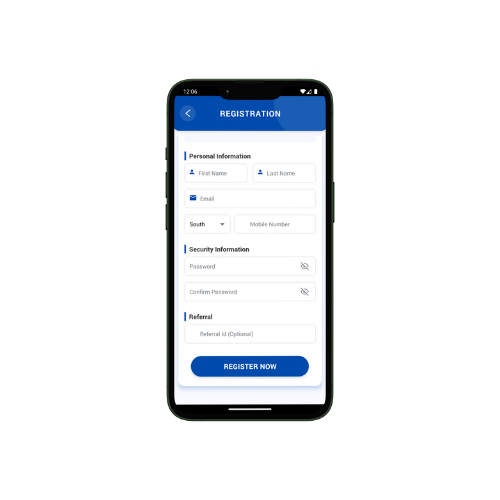 12:06
REGISTRATION
Personal Information
First Name Last Name
Email
South Mobile Number
Security Information
Password
Confirm Password
Referral
Referral Id (Optional)
REGISTER NOW